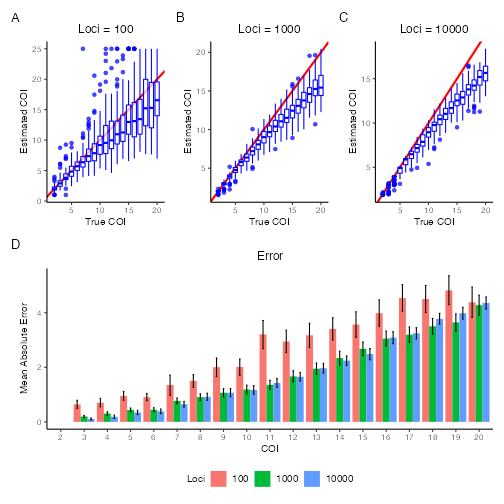 A
B
C
Loci = 100
Loci = 1000
Loci = 10000
Estimated COI
25
20
15
10
5
0
5 10 15 20
True COI
Estimated COI
20
15
10
5
5 10 15 20
True COI
Estimated COI
15
10
5
5 10 15 20
True COI
D
Error
Mean Absolute Error
4
2
0
2 3 4 5 6 7 8 9 10 11 12 13 14 15 16 17 18 19 20
COI
Loci 100 1000 10000